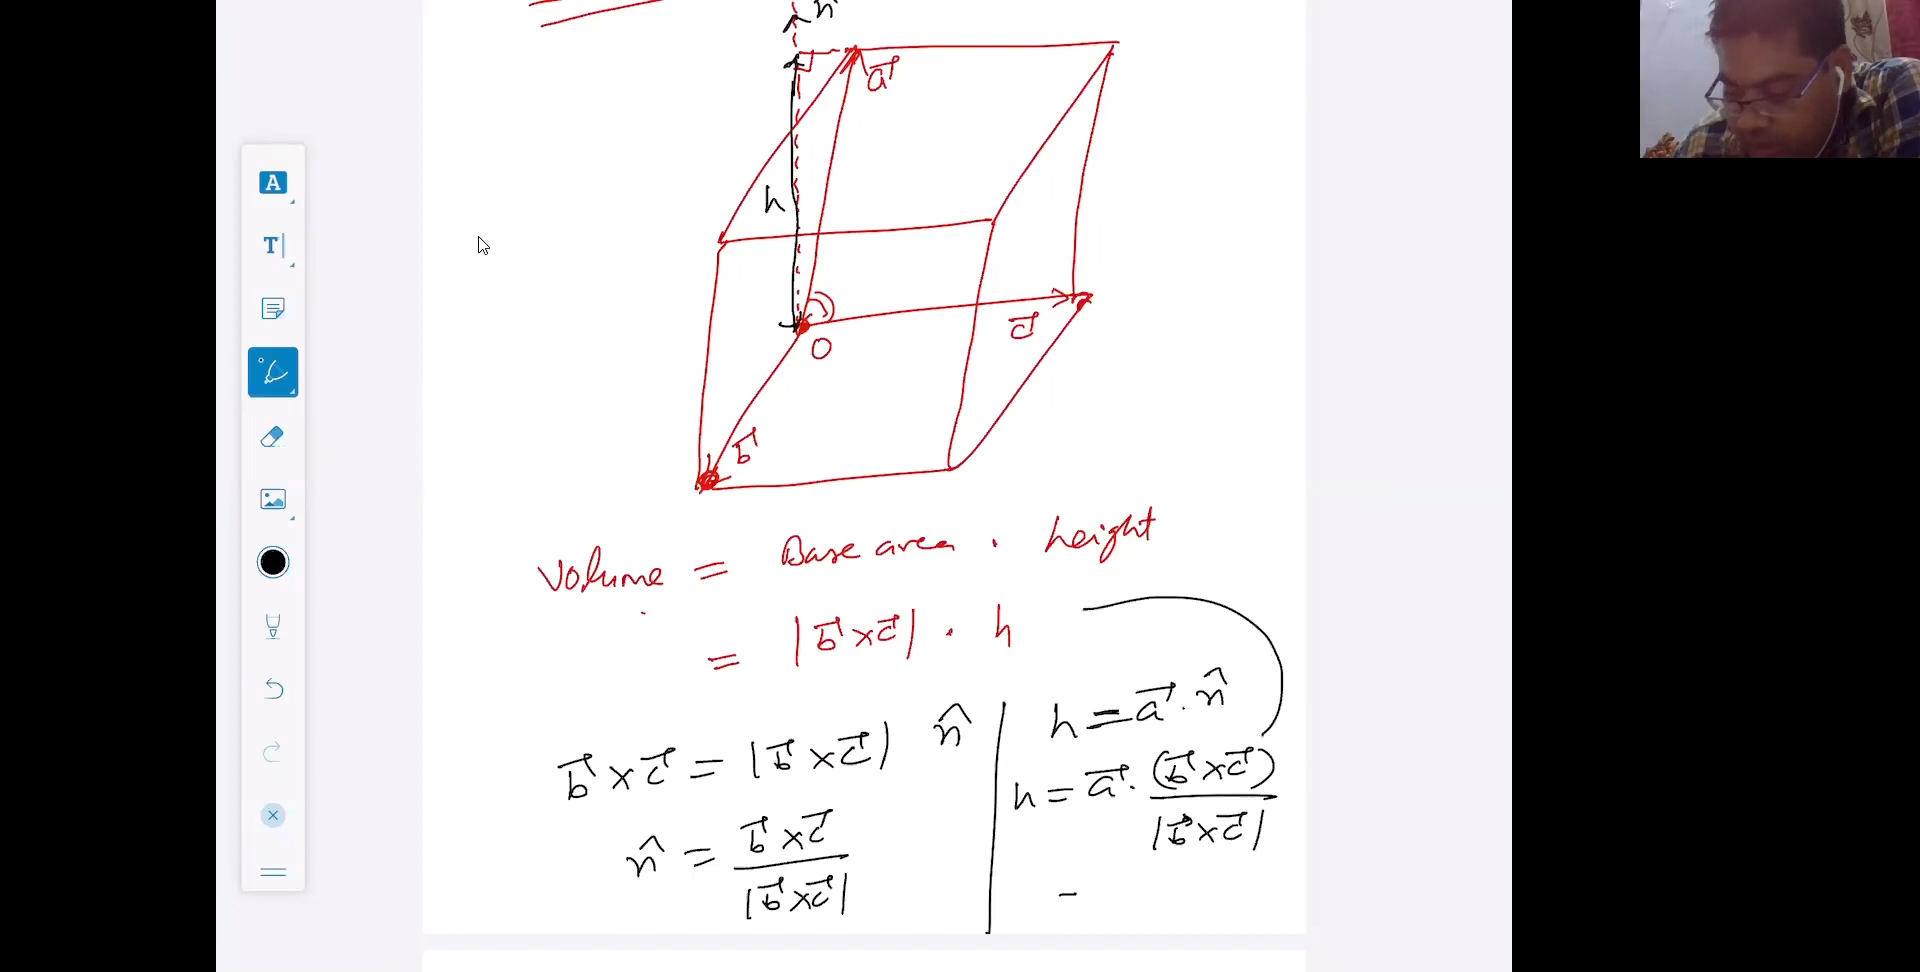 n̂
a⃗
h
c⃗
O
b⃗
Volume = Base area . height
= |b⃗ × c⃗| . h
b⃗ × c⃗ = |b⃗ × c⃗| n̂
n̂ = b⃗ × c⃗ / |b⃗ × c⃗|
h = a⃗ . n̂
h = a⃗ . (b⃗ × c⃗) / |b⃗ × c⃗|
A
T